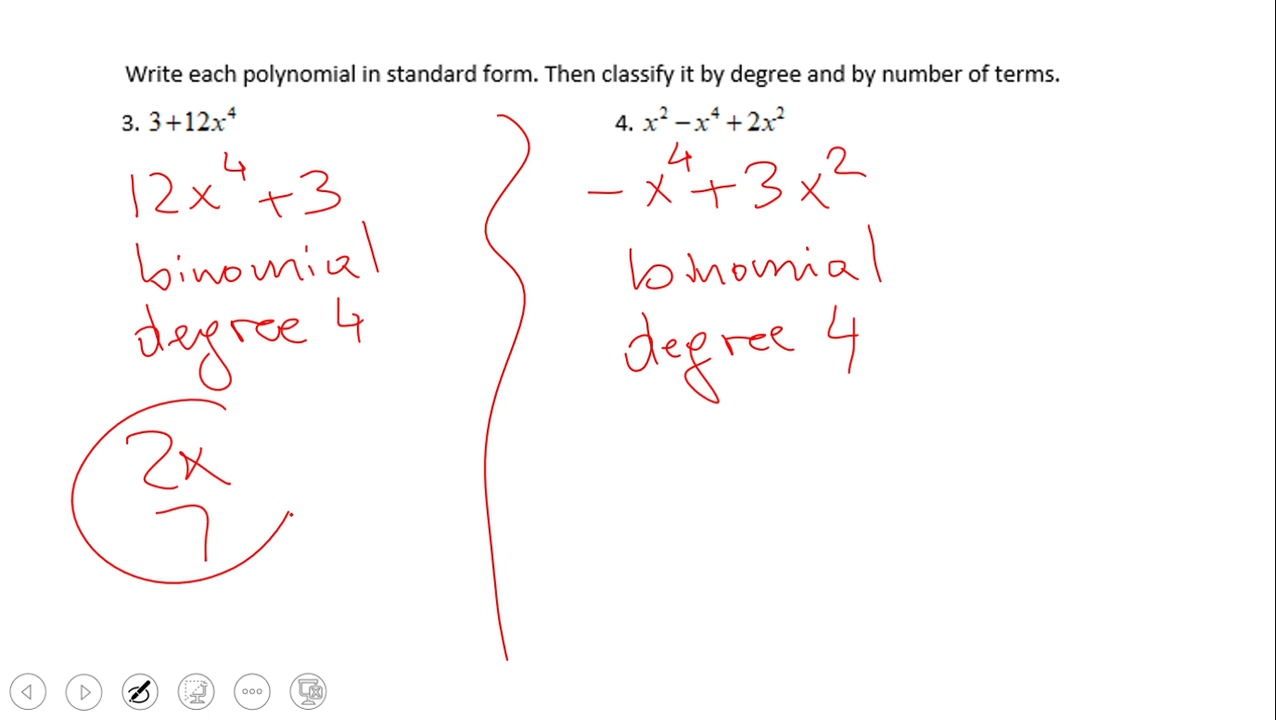 Write each polynomial in standard form. Then classify it by degree and by number of terms.
3. 3+12x⁴
12x⁴+3
binomial
degree 4
2x
7
4. x²−x⁴+2x²
−x⁴+3x²
binomial
degree 4